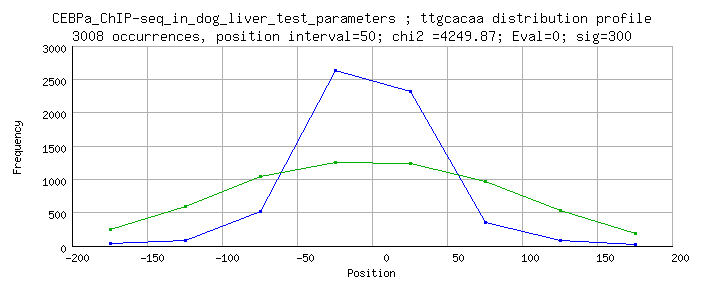 CEBPa_ChIP-seq_in_dog_liver_test_parameters ; ttgcacaa distribution profile
3008 occurrences, position interval=50; chi2 =4249.87; Eval=0; sig=300
3000
2500
2000
1500
1000
500
0
Frequency
-200 -150 -100 -50 0 50 100 150 200
Position